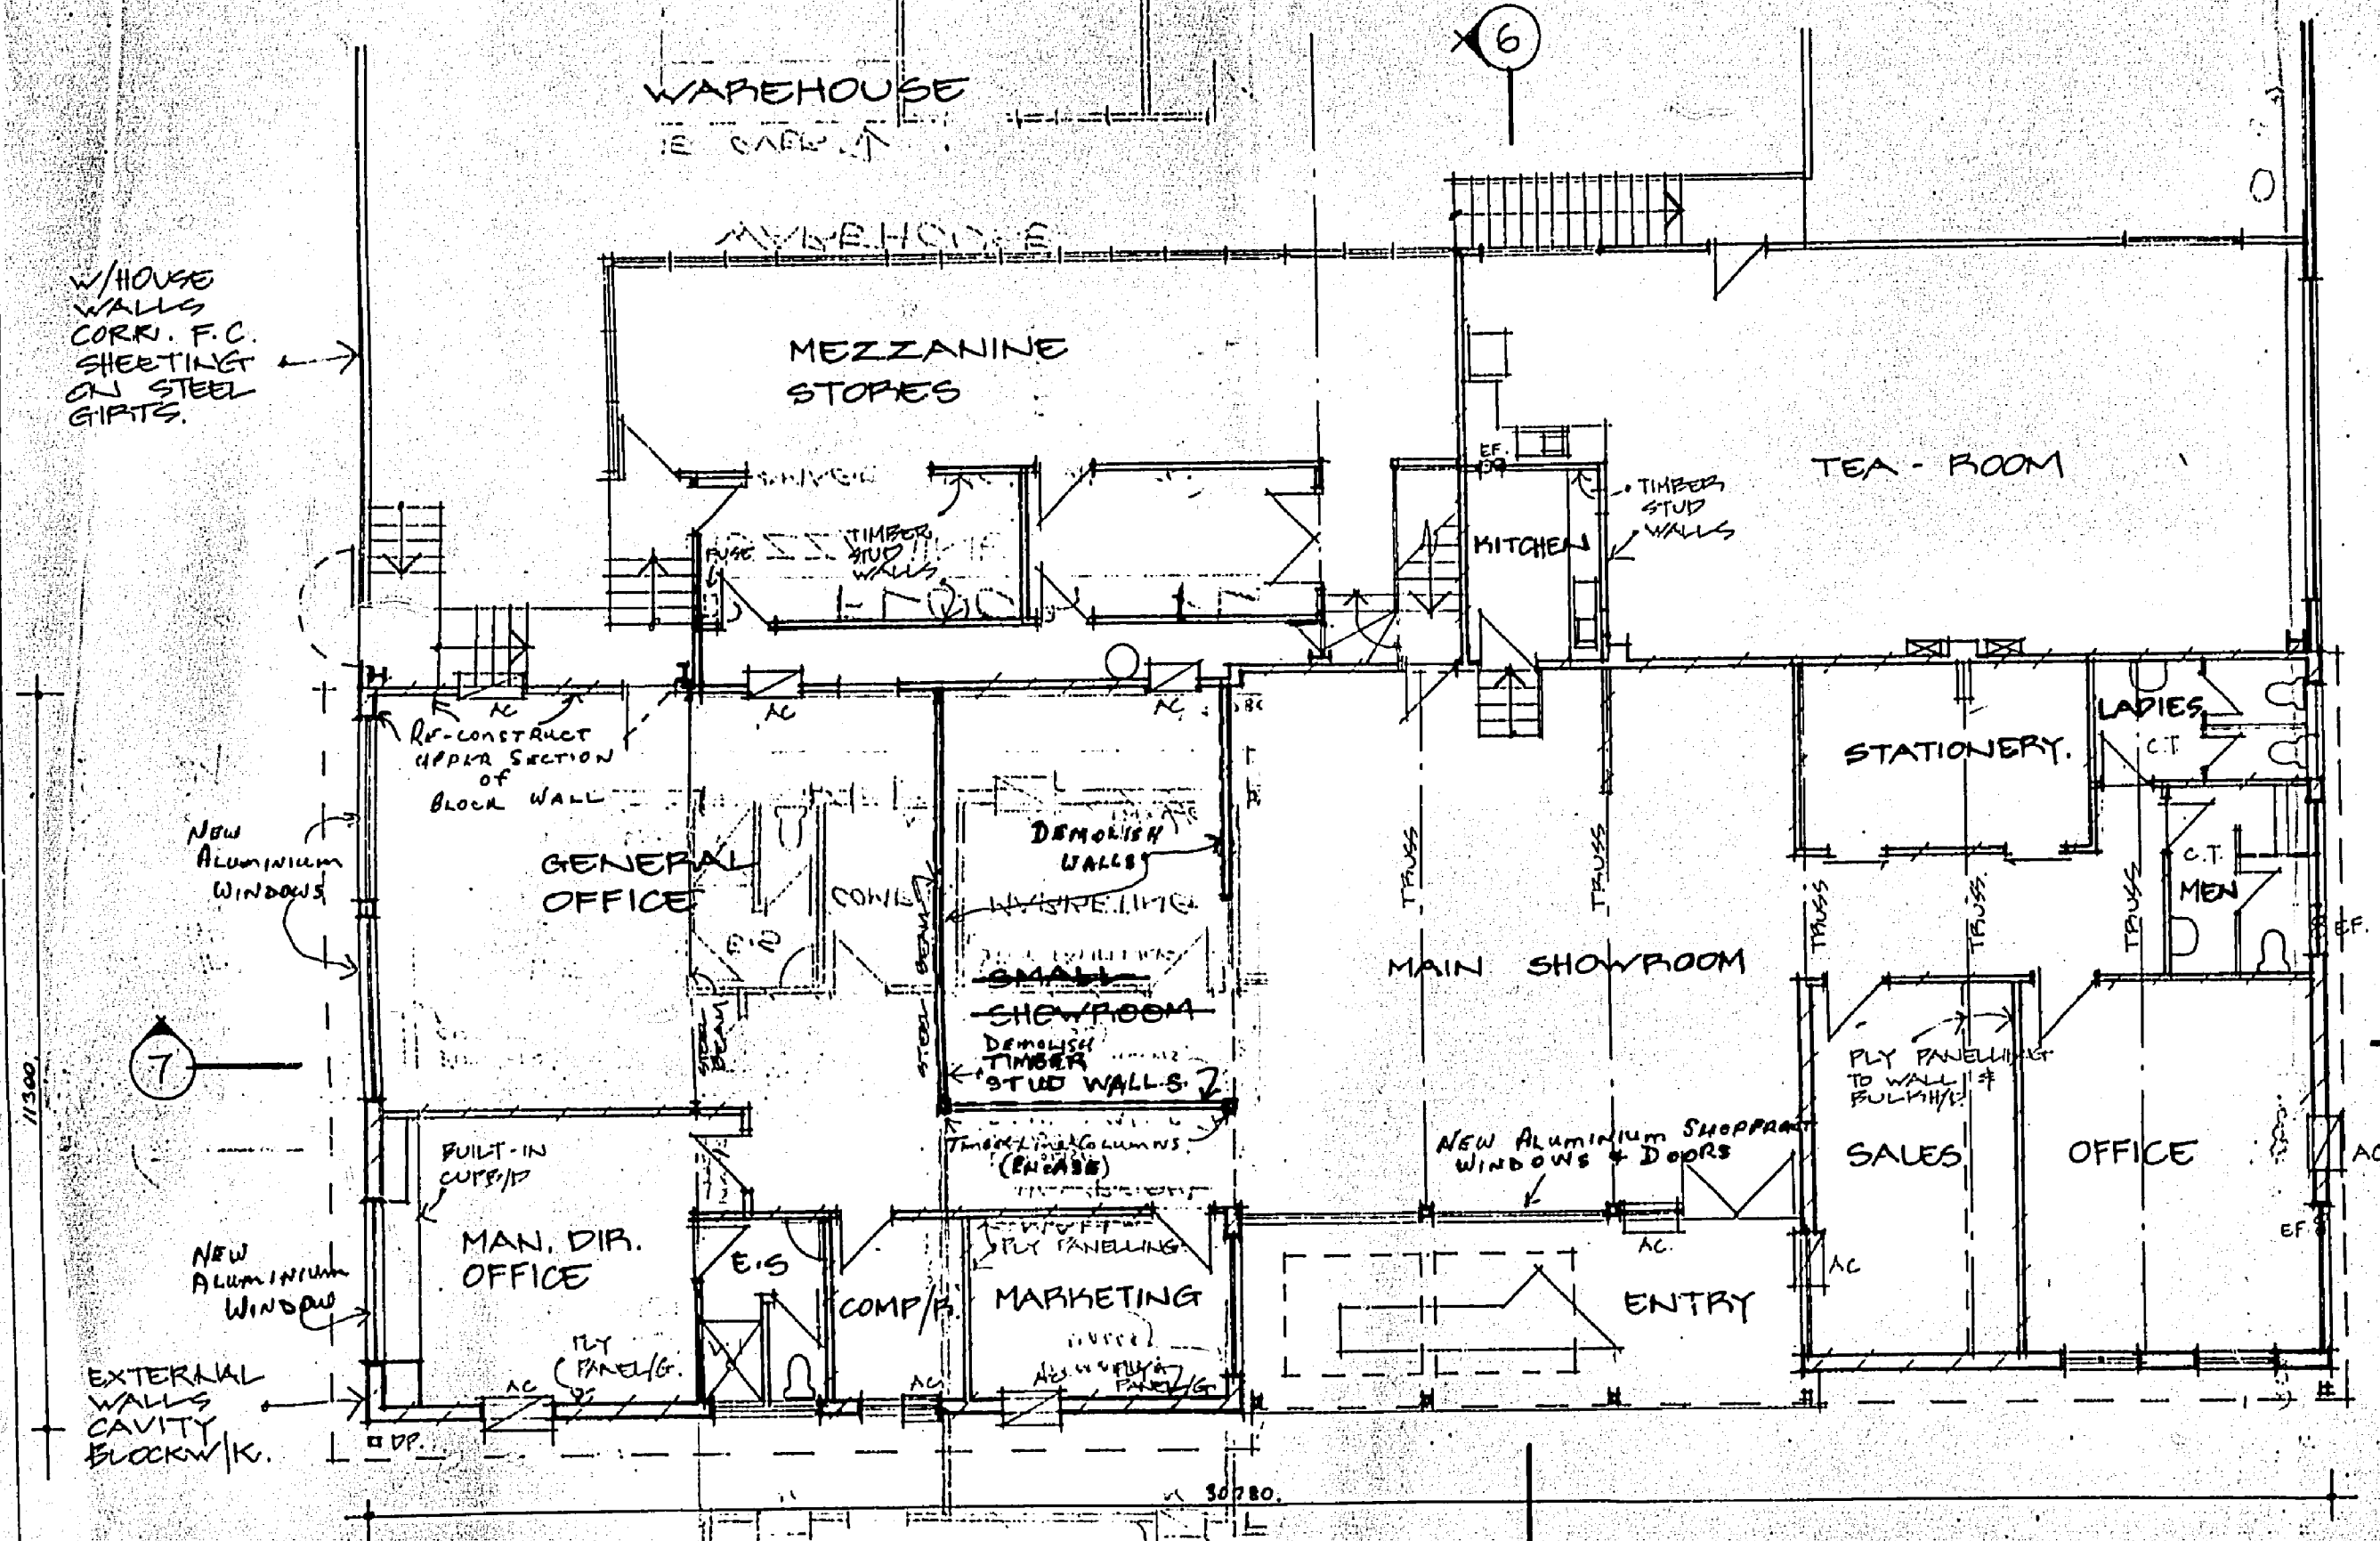 6
WAREHOUSE
W/HOUSE
WALLS
CORR. F.C.
SHEETING
ON STEEL
GIRTS.
MEZZANINE
STORES
TEA - ROOM
EF.
TIMBER
STUD
WALLS
KITCHEN
FUSE
TIMBER
STUD
WALLS
AC
AC
AC
RE-CONSTRUCT
UPPER SECTION
OF
BLOCK WALL
LADIES
C.T.
STATIONERY.
NEW
ALUMINIUM
WINDOWS
GENERAL
OFFICE
DEMOLISH
WALLS
TRUSS
TRUSS
TRUSS
TRUSS
TRUSS
C.T.
MEN
EF.
STEEL BEAM
STEEL BEAM
SMALL
SHOWROOM
DEMOLISH
TIMBER
STUD WALLS.
MAIN SHOWROOM
7
11300
PLY PANELLING
TO WALL &
BULKH/D
BUILT-IN
CUPB/D
COLUMNS
(ENCASE)
NEW ALUMINIUM SHOPFRONT
WINDOWS & DOORS
SALES
OFFICE
AC
EF.
NEW
ALUMINIUM
WINDOW
MAN. DIR.
OFFICE
E.S
PLY PANELLING
COMP/R.
MARKETING
AC.
AC
ENTRY
PLY
PANEL/G.
AC
AC
PANEL/G.
EXTERNAL
WALLS
CAVITY
BLOCKW/K.
DP.
30780.